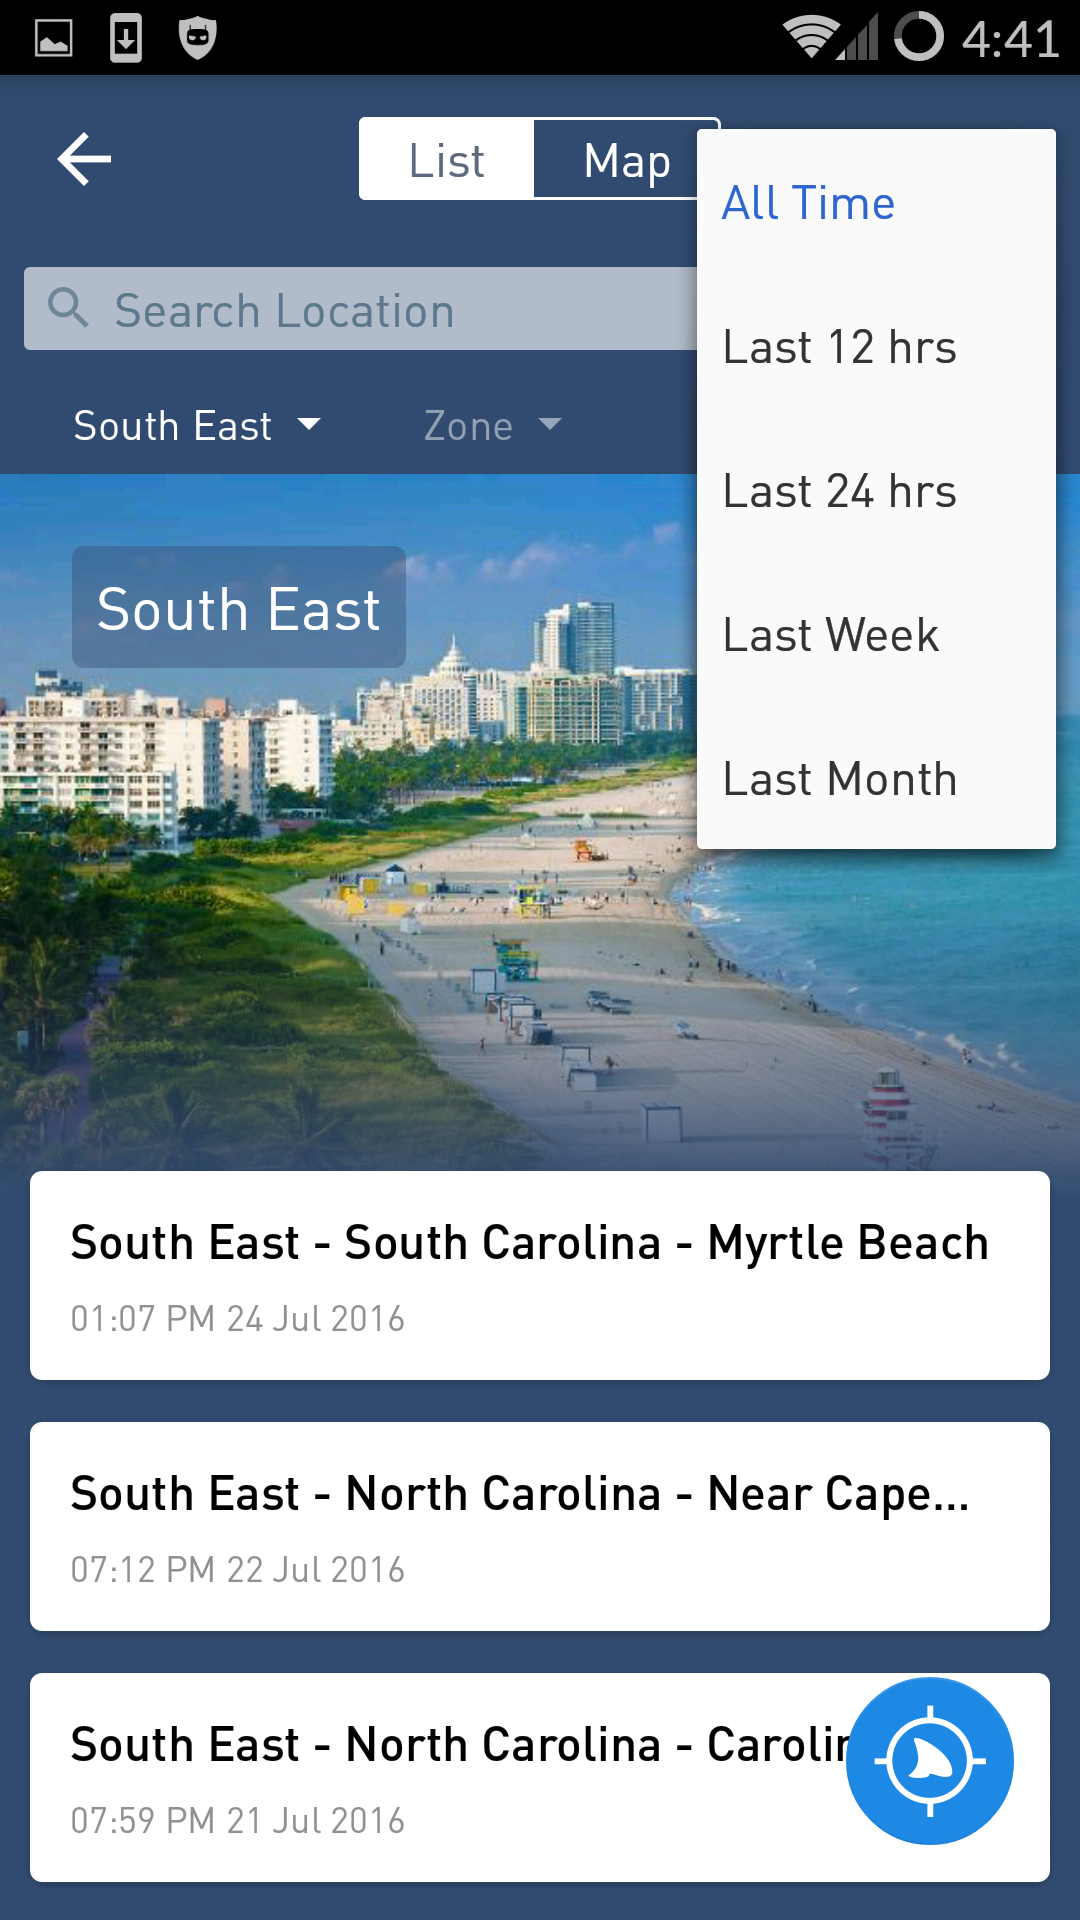 4:41
List
Map
All Time
Search Location
Last 12 hrs
South East
Zone
Last 24 hrs
South East
Last Week
Last Month
South East - South Carolina - Myrtle Beach
01:07 PM 24 Jul 2016
South East - North Carolina - Near Cape...
07:12 PM 22 Jul 2016
South East - North Carolina -
07:59 PM 21 Jul 2016